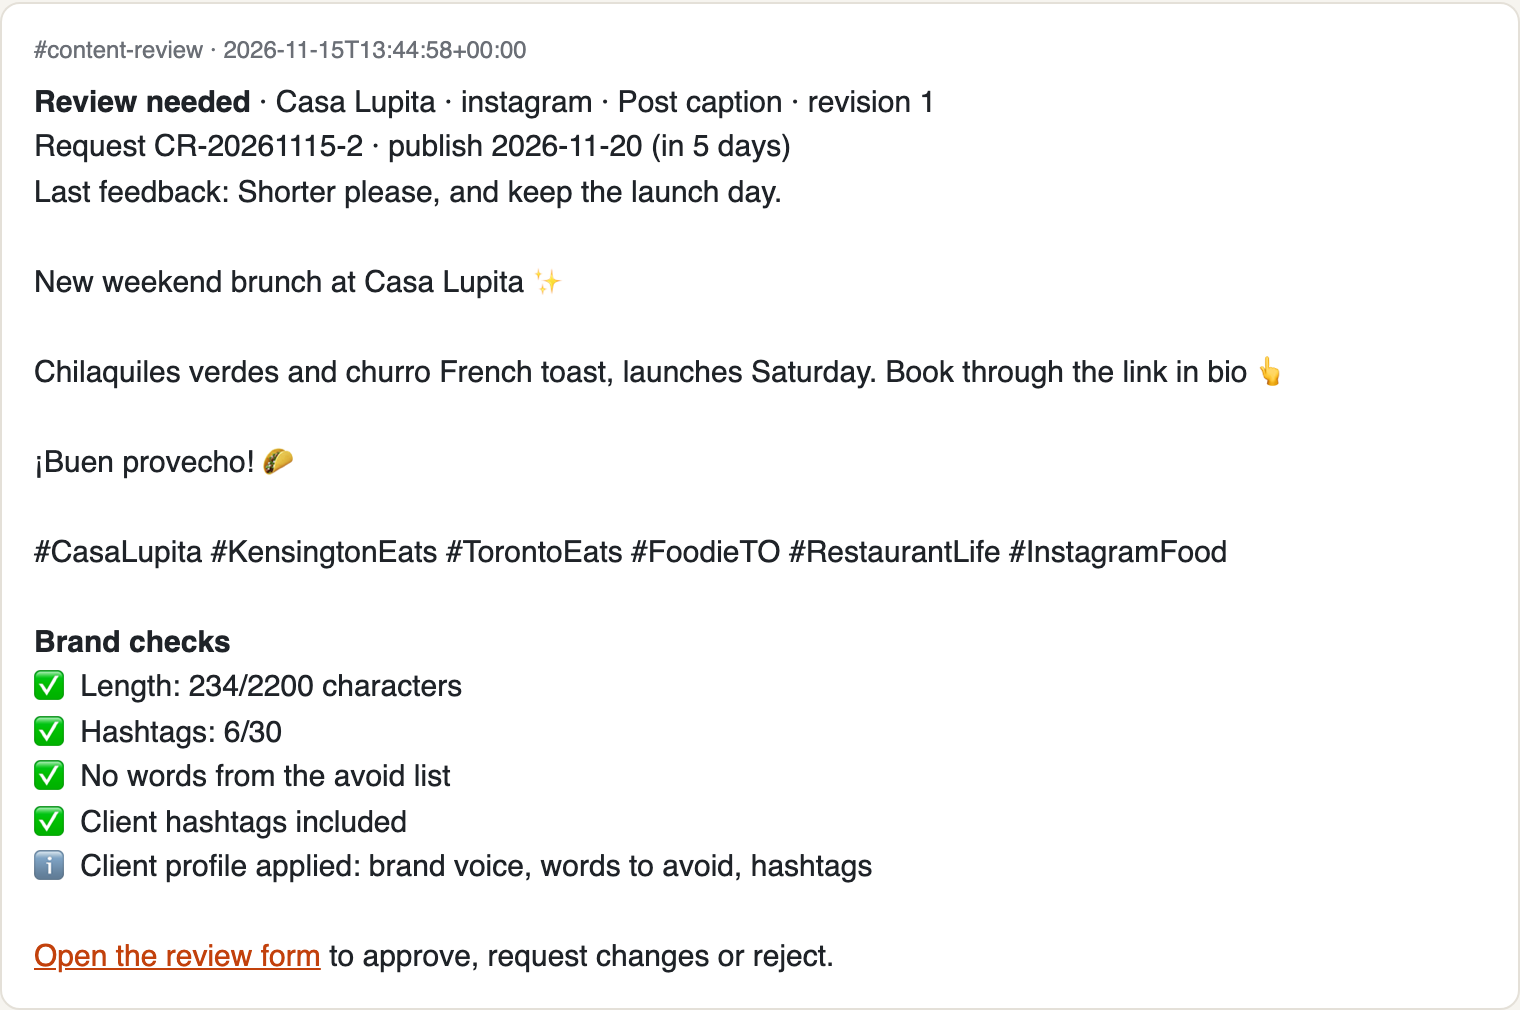 #content-review · 2026-11-15T13:44:58+00:00
Review needed · Casa Lupita · instagram · Post caption · revision 1
Request CR-20261115-2 · publish 2026-11-20 (in 5 days)
Last feedback: Shorter please, and keep the launch day.
New weekend brunch at Casa Lupita ✨
Chilaquiles verdes and churro French toast, launches Saturday. Book through the link in bio 👆
¡Buen provecho! 🌮
#CasaLupita #KensingtonEats #TorontoEats #FoodieTO #RestaurantLife #InstagramFood
Brand checks
✅ Length: 234/2200 characters
✅ Hashtags: 6/30
✅ No words from the avoid list
✅ Client hashtags included
ℹ️ Client profile applied: brand voice, words to avoid, hashtags
Open the review form to approve, request changes or reject.